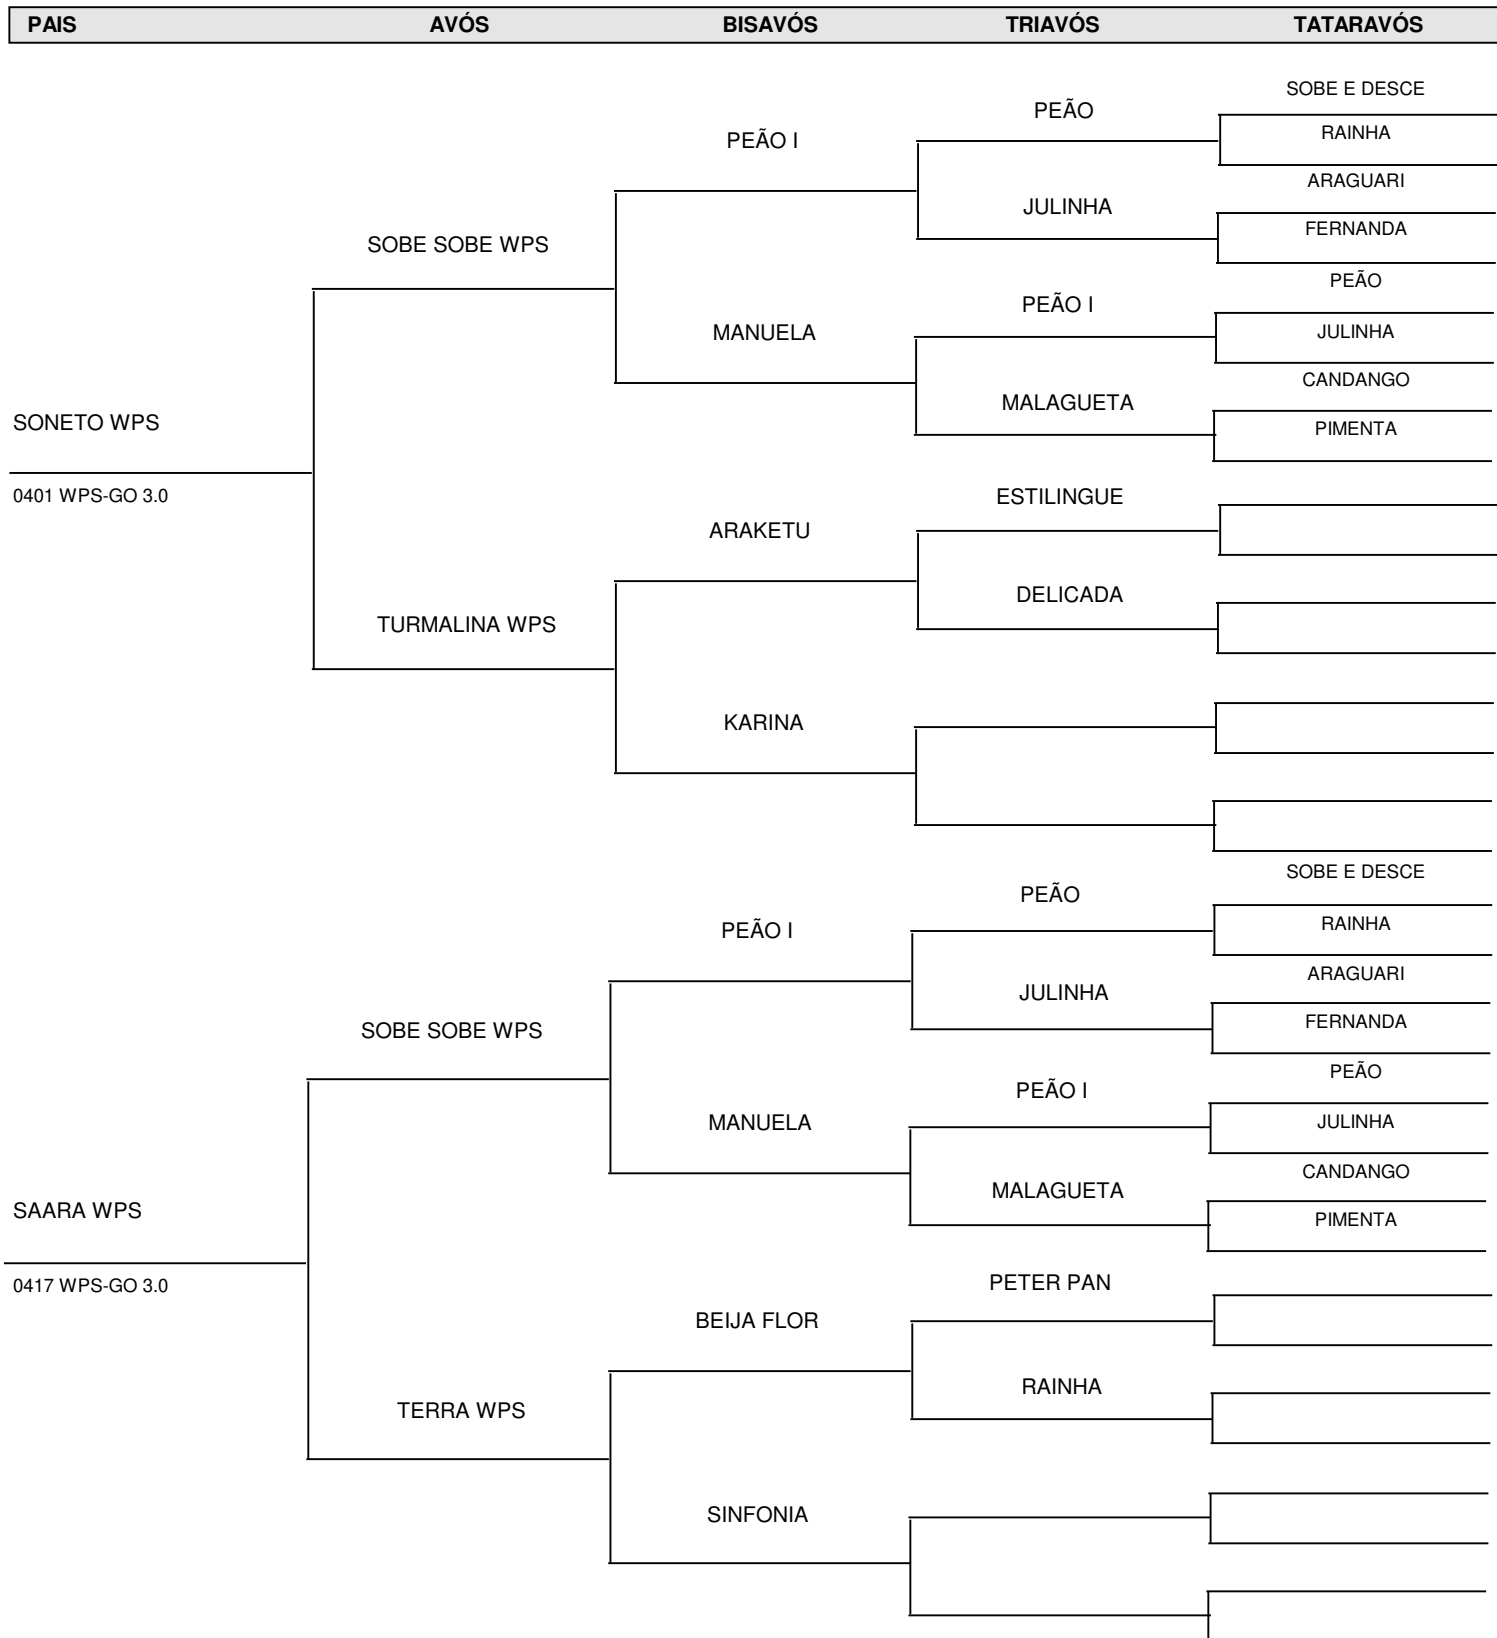 PAIS AVÓS BISAVÓS TRIAVÓS TATARAVÓS
SOBE E DESCE
PEÃO
RAINHA
PEÃO I
ARAGUARI
JULINHA
FERNANDA
SOBE SOBE WPS
PEÃO
PEÃO I
JULINHA
MANUELA
CANDANGO
MALAGUETA
SONETO WPS
PIMENTA
0401 WPS-GO 3.0
ESTILINGUE
ARAKETU
DELICADA
TURMALINA WPS
KARINA
SOBE E DESCE
PEÃO
RAINHA
PEÃO I
ARAGUARI
JULINHA
FERNANDA
SOBE SOBE WPS
PEÃO
PEÃO I
JULINHA
MANUELA
CANDANGO
MALAGUETA
SAARA WPS
PIMENTA
0417 WPS-GO 3.0
PETER PAN
BEIJA FLOR
RAINHA
TERRA WPS
SINFONIA